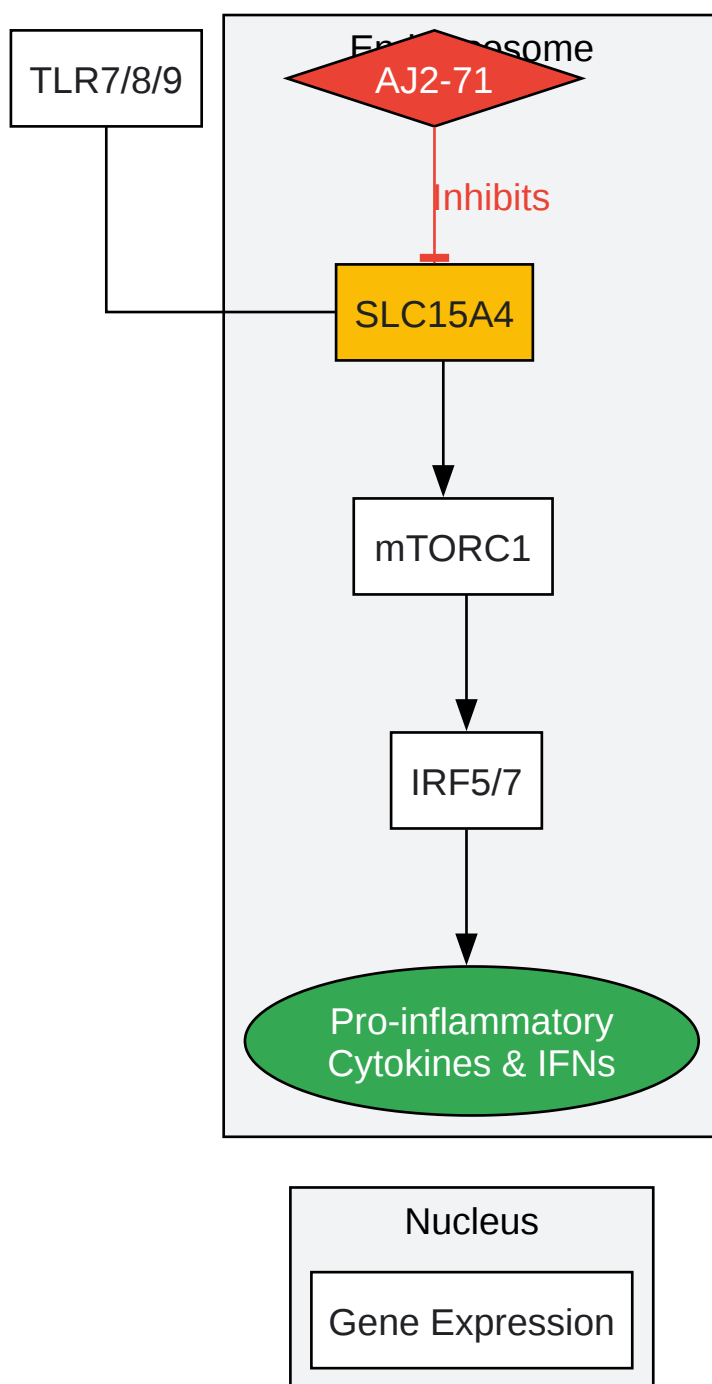 TLR7/8/9
AJ2-71
Inhibits
SLC15A4
mTORC1
IRF5/7
Pro-inflammatory
Cytokines & IFNs
Nucleus
Gene Expression